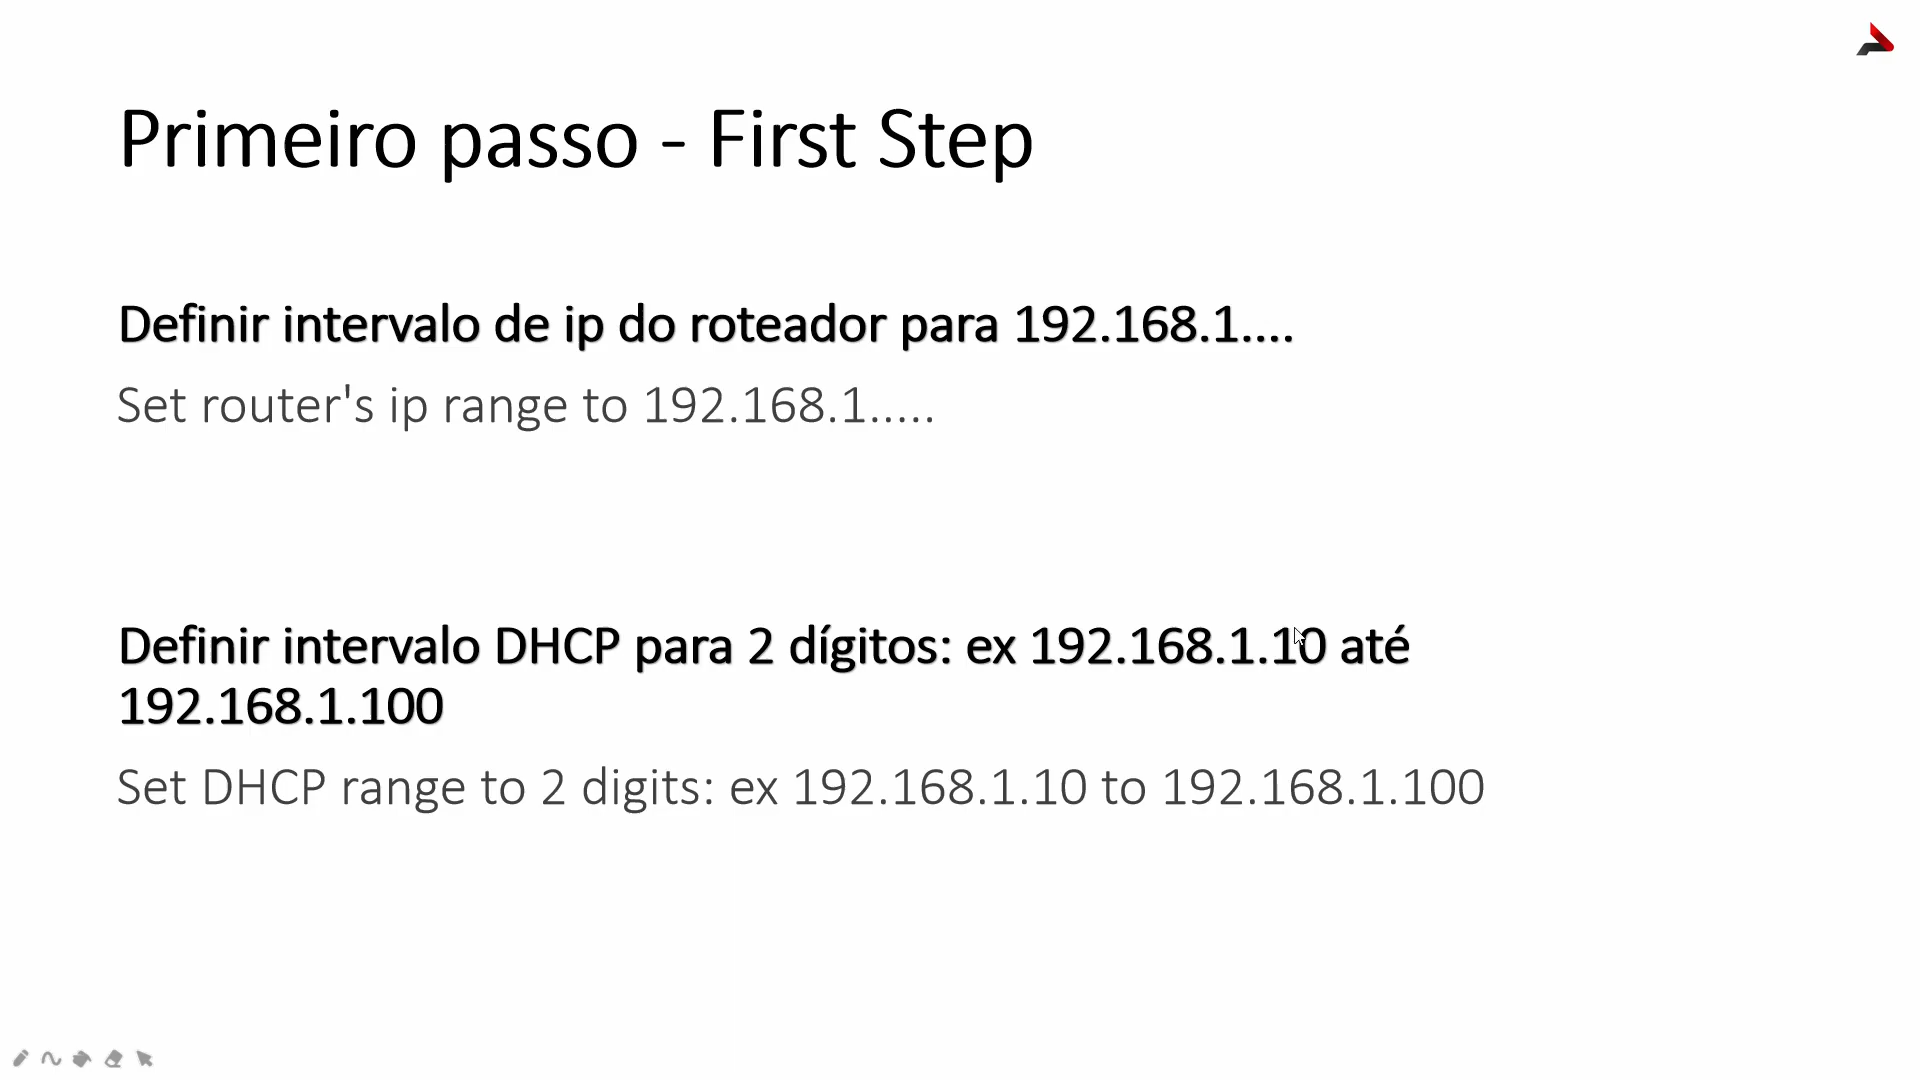 Primeiro passo - First Step
Definir intervalo de ip do roteador para 192.168.1....
Set router's ip range to 192.168.1.....
Definir intervalo DHCP para 2 dígitos: ex 192.168.1.10 até
192.168.1.100
Set DHCP range to 2 digits: ex 192.168.1.10 to 192.168.1.100